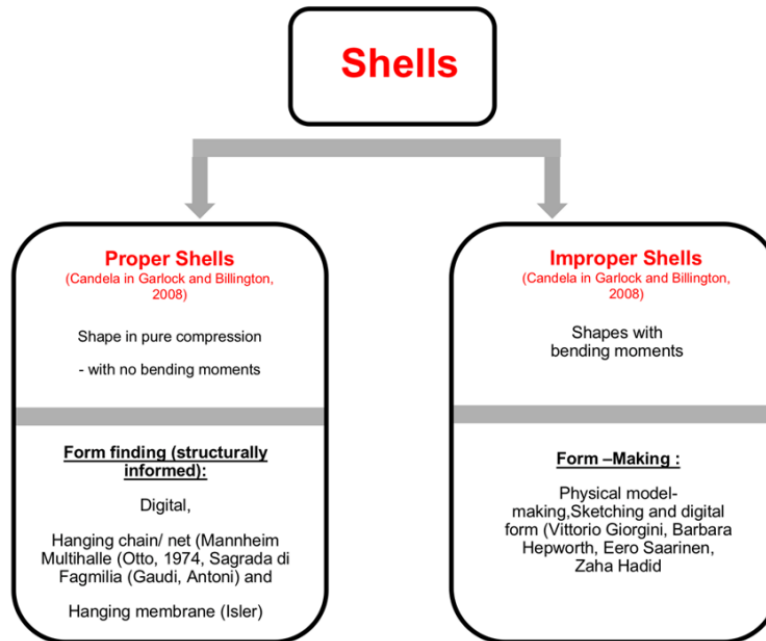 Shells
Proper Shells
(Candela in Garlock and Billington,
2008)
Shape in pure compression
- with no bending moments
Form finding (structurally
informed):
Digital,
Hanging chain/ net (Mannheim
Multihalle (Otto, 1974, Sagrada di
Fagmilia (Gaudi, Antoni) and
Hanging membrane (Isler)
Improper Shells
(Candela in Garlock and Billington,
2008)
Shapes with
bending moments
Form –Making :
Physical model-
making,Sketching and digital
form (Vittorio Giorgini, Barbara
Hepworth, Eero Saarinen,
Zaha Hadid